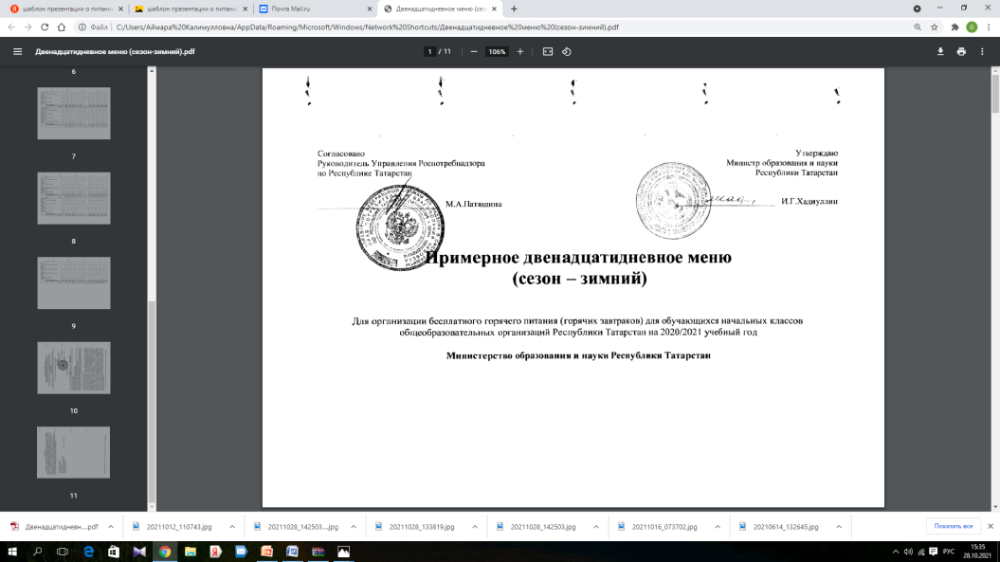 шаблон презентации о питани
шаблон презентации о питани
Почта Mail.ru
Двенадцатидневное меню (сез
Файл | C:/Users/Аймара%20Калимулловна/AppData/Roaming/Microsoft/Windows/Network%20Shortcuts/Двенадцатидневное%20меню%20(сезон-зимний).pdf
Двенадцатидневное меню (сезон-зимний).pdf
1 / 11
106%
6
7
8
9
10
11
Согласовано
Руководитель Управления Роспотребнадзора
по Республике Татарстан
М.А.Патяшина
Утверждаю
Министр образования и науки
Республики Татарстан
И.Г.Хадиуллин
Примерное двенадцатидневное меню
(сезон – зимний)
Для организации бесплатного горячего питания (горячих завтраков) для обучающихся начальных классов
общеобразовательных организаций Республики Татарстан на 2020/2021 учебный год
Министерство образования и науки Республики Татарстан
Двенадцатидневн....pdf
20211012_110743.jpg
20211028_142503....jpg
20211028_133819.jpg
20211028_142503.jpg
20211016_073702.jpg
20210614_132645.jpg
Показать все
РУС
15:35
28.10.2021